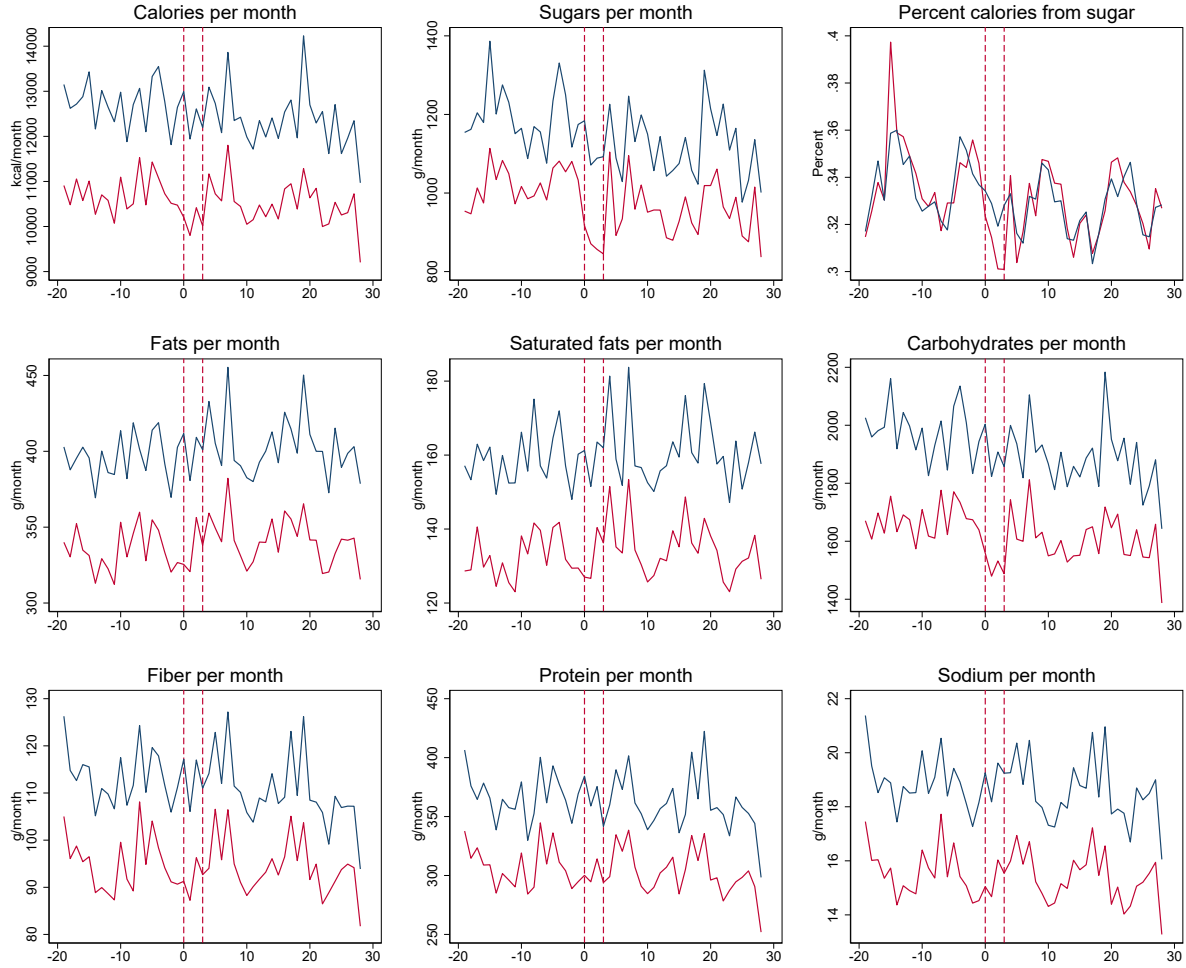 Calories per month
Sugars per month
Percent calories from sugar
kcal/month
9000 10000 11000 12000 13000 14000
-20 -10 0 10 20 30
g/month
800 1000 1200 1400
-20 -10 0 10 20 30
Percent
.3 .32 .34 .36 .38 .4
-20 -10 0 10 20 30
Fats per month
Saturated fats per month
Carbohydrates per month
g/month
300 350 400 450
-20 -10 0 10 20 30
g/month
120 140 160 180
-20 -10 0 10 20 30
g/month
1400 1600 1800 2000 2200
-20 -10 0 10 20 30
Fiber per month
Protein per month
Sodium per month
g/month
80 90 100 110 120 130
-20 -10 0 10 20 30
g/month
250 300 350 400 450
-20 -10 0 10 20 30
g/month
14 16 18 20 22
-20 -10 0 10 20 30